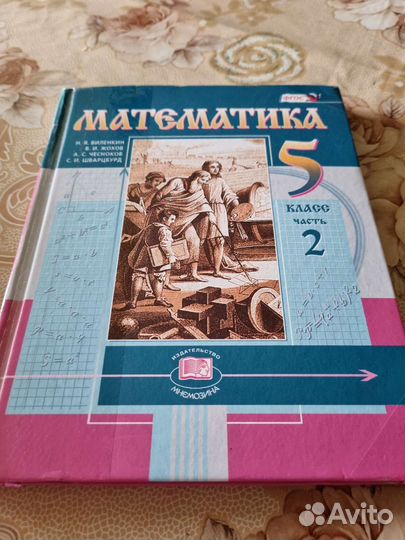 ФГОС
МАТЕМАТИКА
Н. Я. ВИЛЕНКИН
В. И. ЖОХОВ
А. С. ЧЕСНОКОВ
С. И. ШВАРЦБУРД
5
КЛАСС
ЧАСТЬ
2
ИЗДАТЕЛЬСТВО
МНЕМОЗИНА
Avito